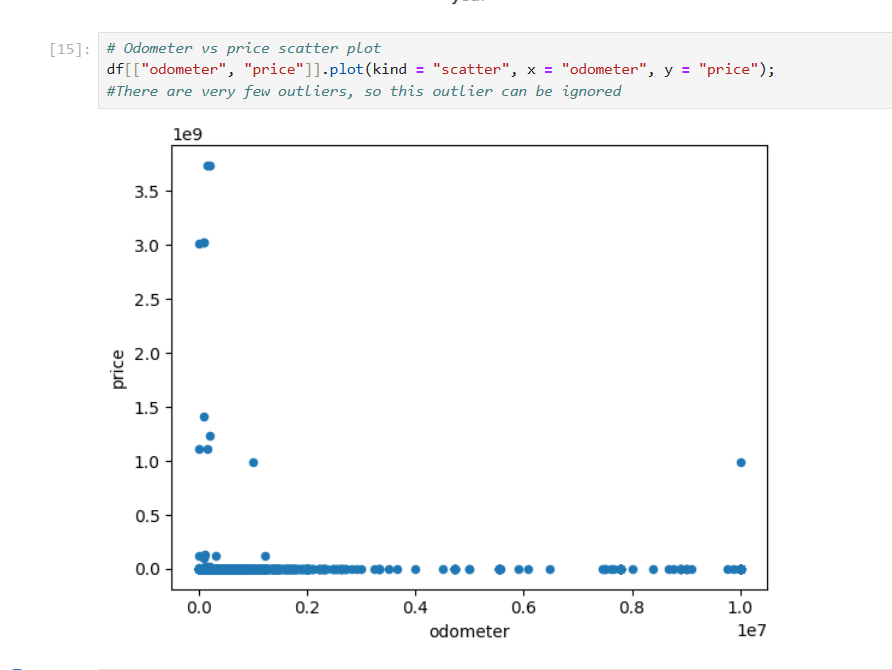 year
[15]: # Odometer vs price scatter plot
df[["odometer", "price"]].plot(kind = "scatter", x = "odometer", y = "price");
#There are very few outliers, so this outlier can be ignored
1e9
3.5
3.0
2.5
2.0
1.5
1.0
0.5
0.0
price
0.0 0.2 0.4 0.6 0.8 1.0
1e7
odometer